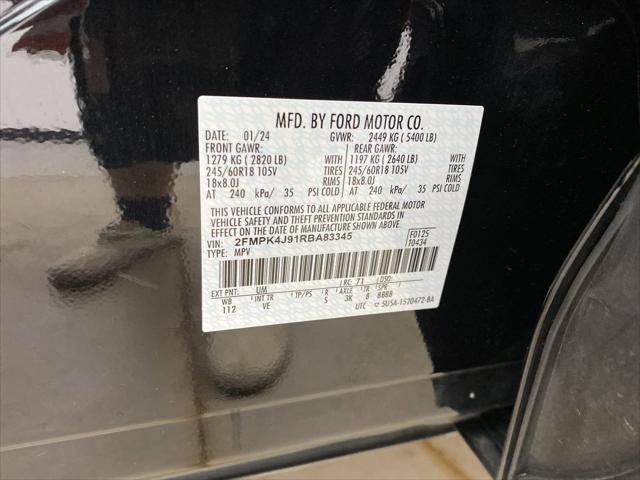 MFD. BY FORD MOTOR CO.
DATE: 01/24 GVWR: 2449 KG ( 5400 LB)
FRONT GAWR: REAR GAWR:
1279 KG ( 2820 LB) 1197 KG ( 2640 LB)
245/60R18 105V TIRES 245/60R18 105V TIRES
18x8.0J RIMS 18x8.0J RIMS
AT 240 kPa/ 35 PSI COLD AT 240 kPa/ 35 PSI COLD
THIS VEHICLE CONFORMS TO ALL APPLICABLE FEDERAL MOTOR
VEHICLE SAFETY AND THEFT PREVENTION STANDARDS IN
EFFECT ON THE DATE OF MANUFACTURE SHOWN ABOVE.
VIN: 2FMPK4J91RBA83345 F0125
TYPE: MPV T0434
EXT PNT: UM RC: 71 DSO:
WB INT TR TP/PS R AXLE TR SPR
112 VE S 3K 8 BBBB
UTC 5U5A-1520472-BA